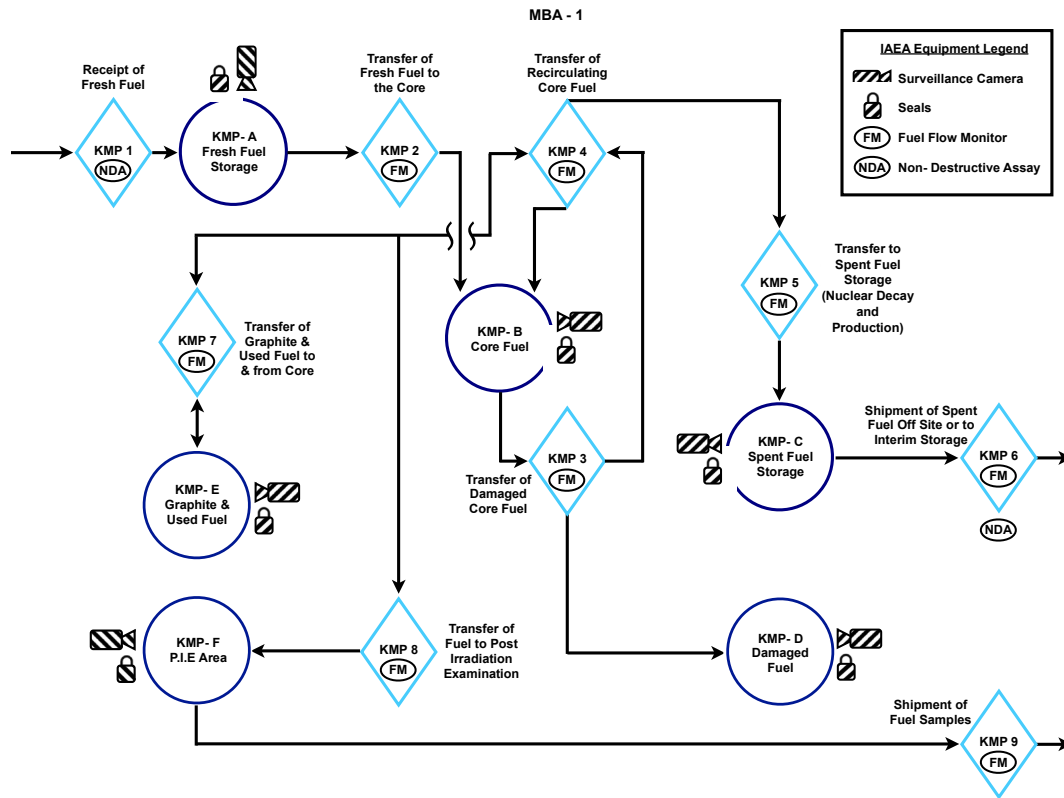 MBA - 1
IAEA Equipment Legend
Surveillance Camera
Seals
FM
Fuel Flow Monitor
NDA
Non- Destructive Assay
Receipt of
Fresh Fuel
KMP 1
NDA
KMP- A
Fresh Fuel
Storage
Transfer of
Fresh Fuel to
the Core
KMP 2
FM
Transfer of
Recirculating
Core Fuel
KMP 4
FM
KMP 5
FM
Transfer to
Spent Fuel
Storage
(Nuclear Decay
and
Production)
KMP 7
FM
Transfer of
Graphite &
Used Fuel to
& from Core
KMP- B
Core Fuel
KMP 3
FM
Transfer of
Damaged
Core Fuel
KMP- C
Spent Fuel
Storage
Shipment of Spent
Fuel Off Site or to
Interim Storage
KMP 6
FM
NDA
KMP- E
Graphite &
Used Fuel
KMP- F
P.I.E Area
KMP 8
FM
Transfer of
Fuel to Post
Irradiation
Examination
KMP- D
Damaged
Fuel
Shipment of
Fuel Samples
KMP 9
FM